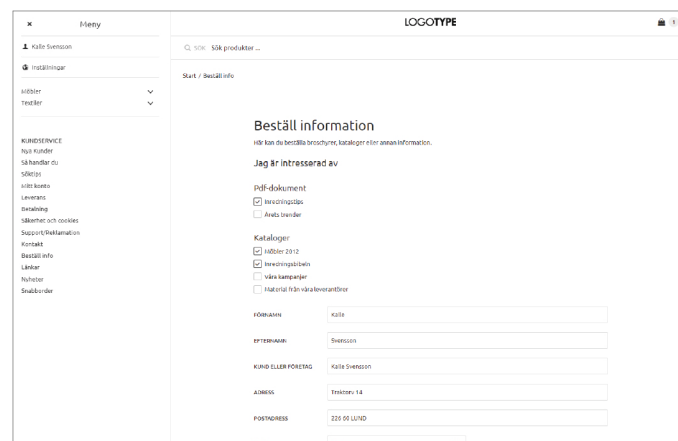 × Meny
LOGOTYPE
1
Kalle Svensson
SÖK Sök produkter ...
Inställningar
Start / Beställ info
Möbler
Textiler
KUNDSERVICE
Nya Kunder
Så handlar du
Söktips
Mitt konto
Leverans
Betalning
Säkerhet och cookies
Support/Reklamation
Kontakt
Beställ info
Länkar
Nyheter
Snabborder
Beställ information
Här kan du beställa broschyrer, kataloger eller annan information.
Jag är intresserad av
Pdf-dokument
Inredningstips
Årets trender
Kataloger
Möbler 2012
Inredningsbibeln
Våra kampanjer
Material från våra leverantörer
FÖRNAMN Kalle
EFTERNAMN Svensson
KUND ELLER FÖRETAG Kalle Svensson
ADRESS Traktorv 14
POSTADRESS 226 60 LUND